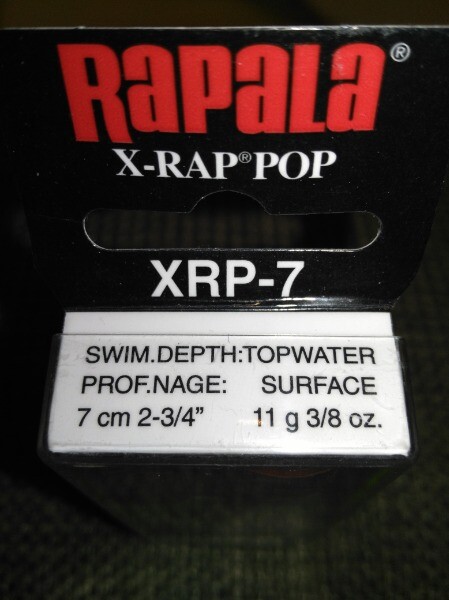 RAPALA®
X-RAP® POP
XRP-7
SWIM.DEPTH:TOPWATER
PROF.NAGE: SURFACE
7 cm 2-3/4” 11 g 3/8 oz.